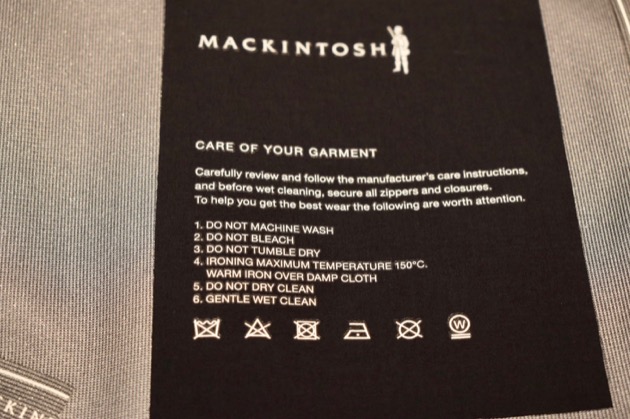 MACKINTOSH
CARE OF YOUR GARMENT
Carefully review and follow the manufacturer's care instructions,
and before wet cleaning, secure all zippers and closures.
To help you get the best wear the following are worth attention.
1. DO NOT MACHINE WASH
2. DO NOT BLEACH
3. DO NOT TUMBLE DRY
4. IRONING MAXIMUM TEMPERATURE 150°C.
WARM IRON OVER DAMP CLOTH
5. DO NOT DRY CLEAN
6. GENTLE WET CLEAN
W